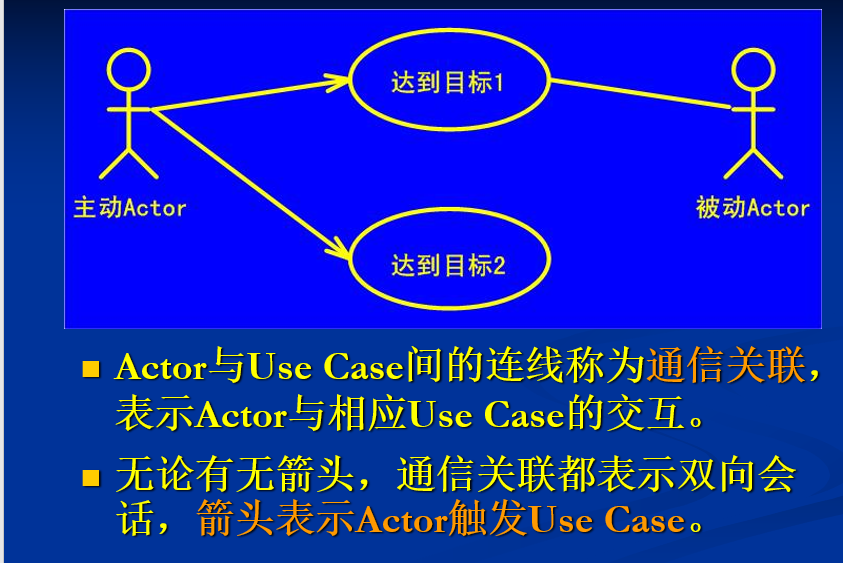 达到目标1
主动Actor
被动Actor
达到目标2
Actor与Use Case间的连线称为通信关联，
表示Actor与相应Use Case的交互。
无论有无箭头，通信关联都表示双向会
话，箭头表示Actor触发Use Case。